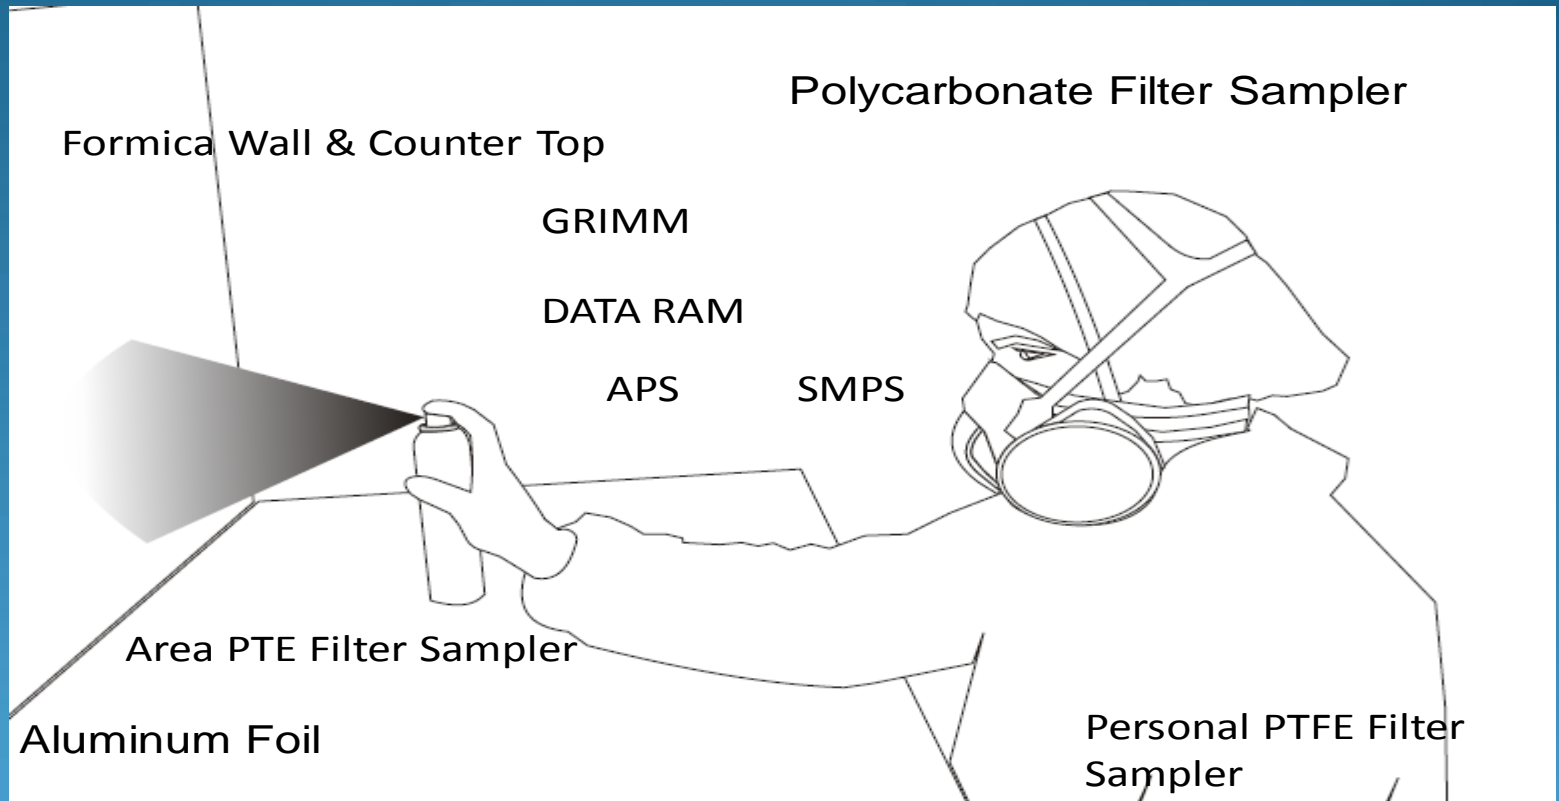 Polycarbonate Filter Sampler
Formica Wall & Counter Top
GRIMM
DATA RAM
APS
SMPS
Area PTE Filter Sampler
Aluminum Foil
Personal PTFE Filter
Sampler